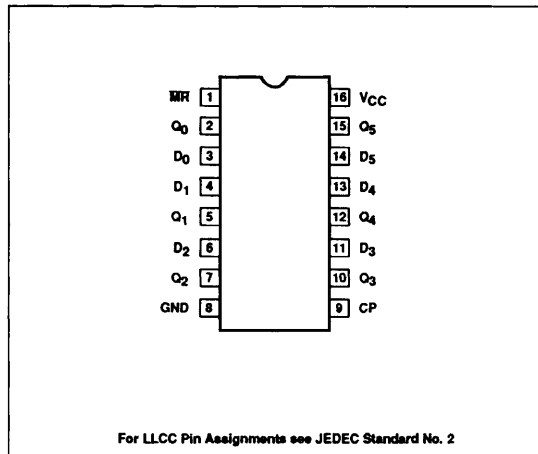 M̅R̅ 1 16 VCC
Q0 2 15 Q5
D0 3 14 D5
D1 4 13 D4
Q1 5 12 Q4
D2 6 11 D3
Q2 7 10 Q3
GND 8 9 CP
For LLCC Pin Assignments see JEDEC Standard No. 2